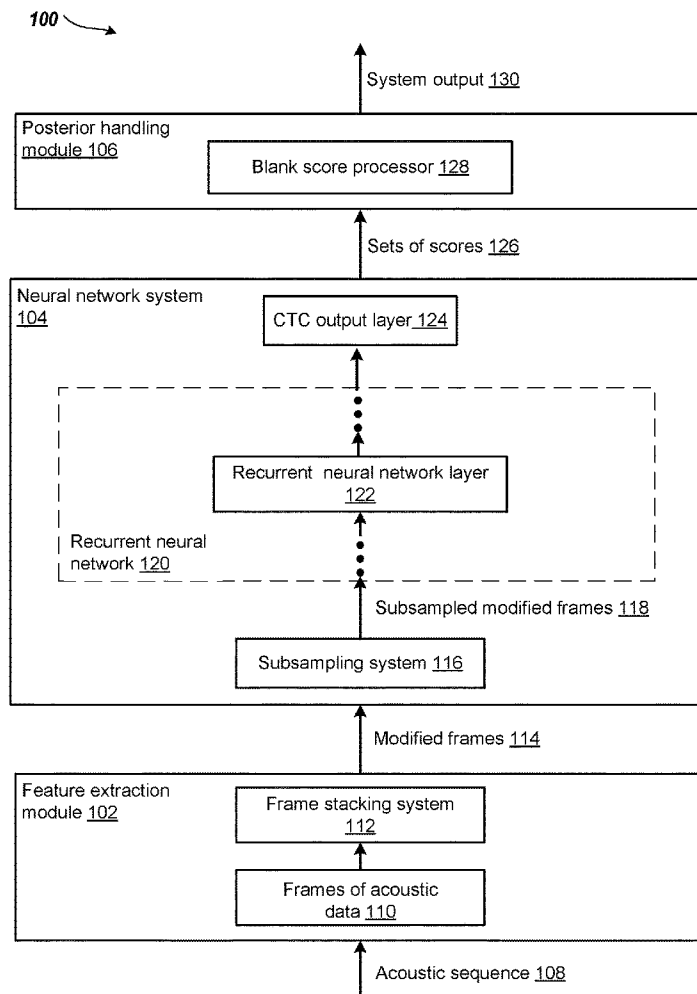 100
System output 130
Posterior handling
module 106
Blank score processor 128
Sets of scores 126
Neural network system
104
CTC output layer 124
Recurrent neural network layer
122
Recurrent neural
network 120
Subsampled modified frames 118
Subsampling system 116
Modified frames 114
Feature extraction
module 102
Frame stacking system
112
Frames of acoustic
data 110
Acoustic sequence 108